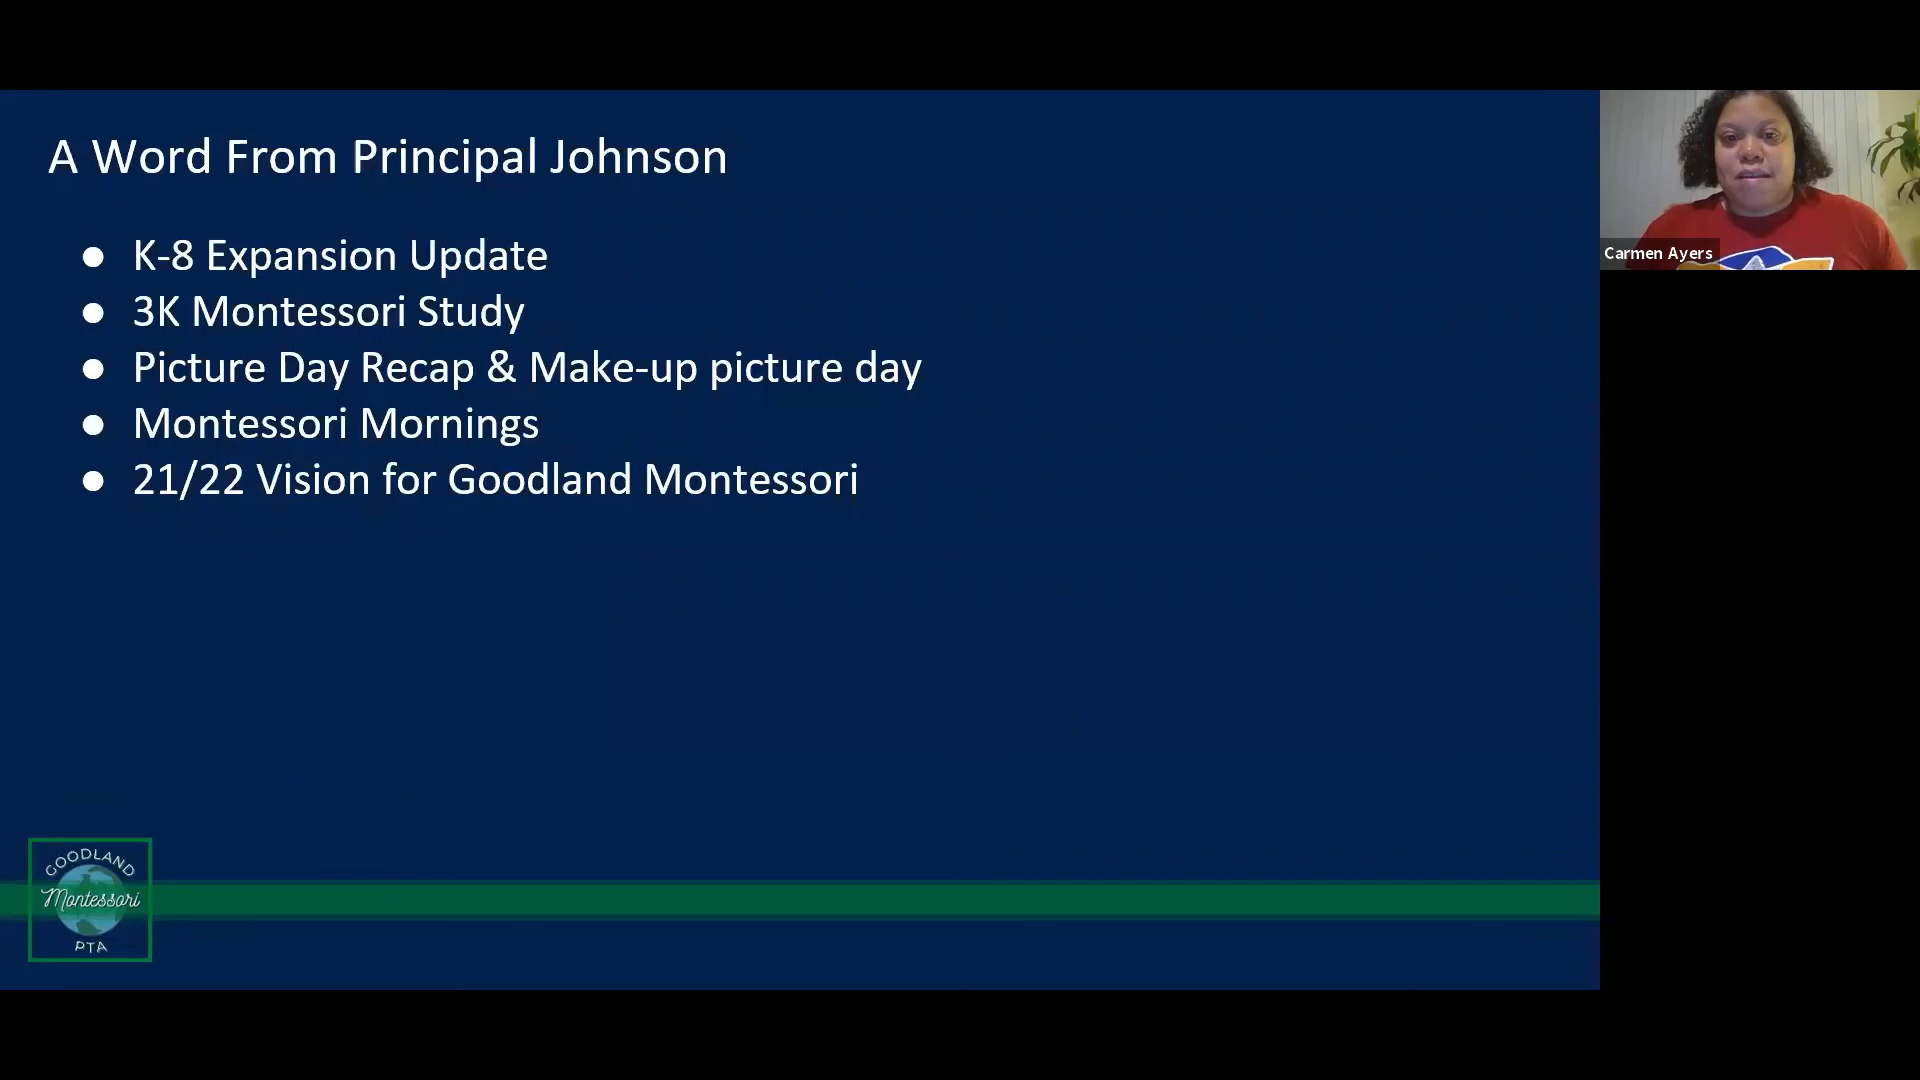 A Word From Principal Johnson
● K-8 Expansion Update
● 3K Montessori Study
● Picture Day Recap & Make-up picture day
● Montessori Mornings
● 21/22 Vision for Goodland Montessori
Carmen Ayers
GOODLAND
Montessori
PTA